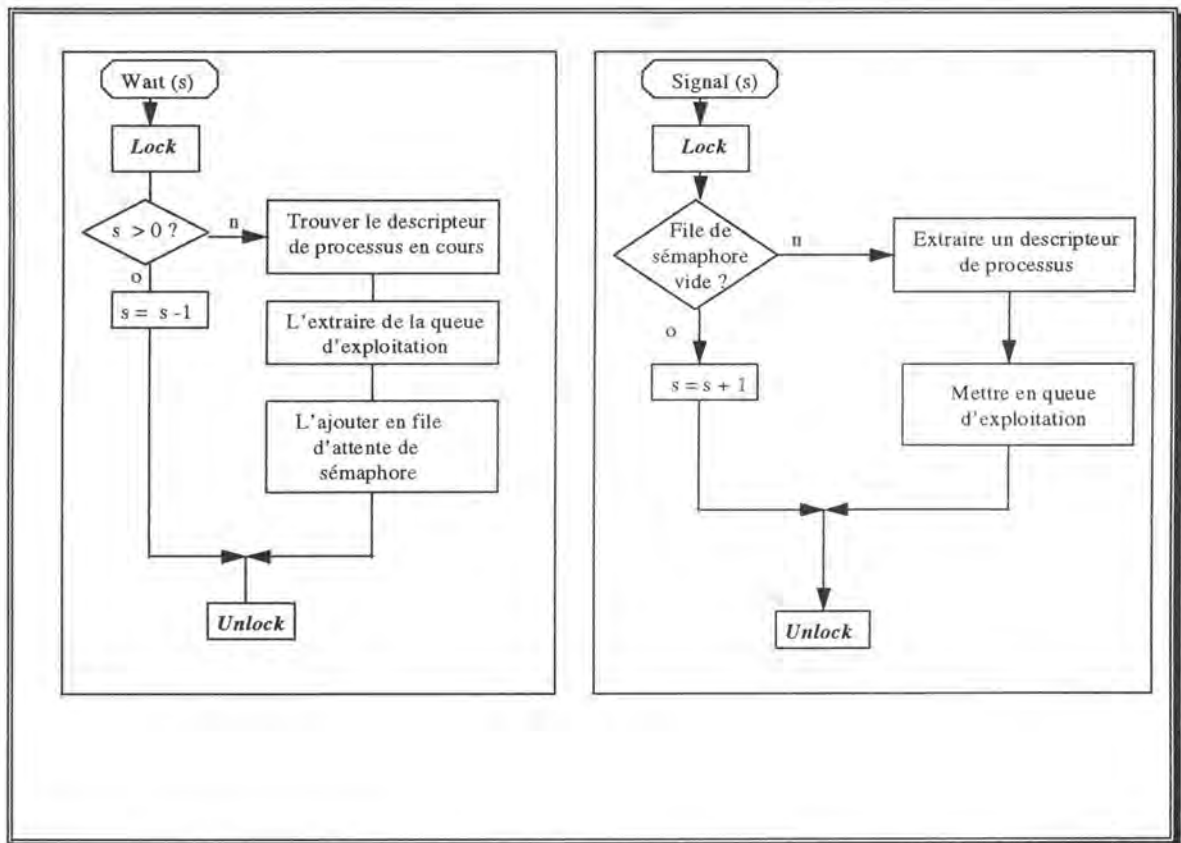 Wait (s)
Lock
s > 0 ?
n
Trouver le descripteur
de processus en cours
o
s = s -1
L'extraire de la queue
d'exploitation
L'ajouter en file
d'attente de
sémaphore
Unlock
Signal (s)
Lock
File de
sémaphore
vide ?
n
Extraire un descripteur
de processus
o
s = s + 1
Mettre en queue
d'exploitation
Unlock